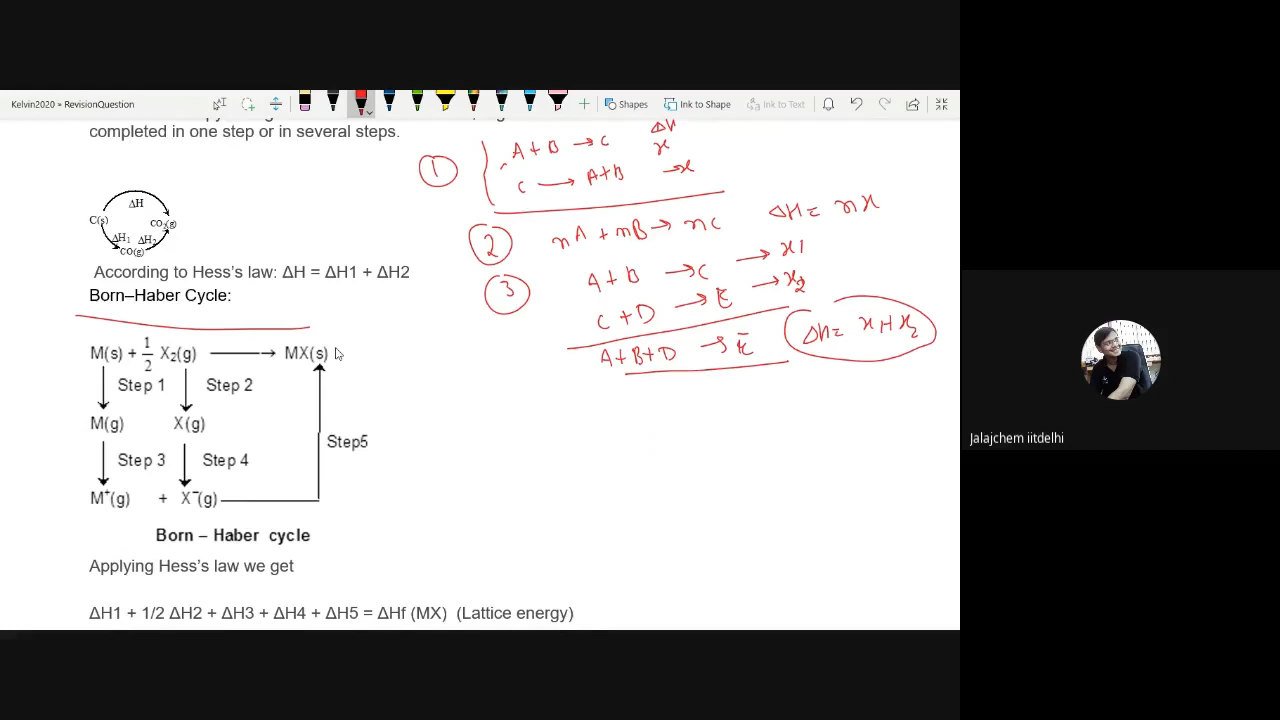 Kelvin2020 » RevisionQuestion
Shapes
Ink to Shape
Ink to Text
completed in one step or in several steps.
ΔH
C(s)
CO₂(g)
ΔH₁ ΔH₂
CO(g)
According to Hess's law: ΔH = ΔH1 + ΔH2
Born–Haber Cycle:
M(s) + 1/2 X₂(g) → MX(s)
Step 1 Step 2
M(g) X(g)
Step5
Step 3 Step 4
M⁺(g) + X⁻(g)
Born – Haber cycle
Applying Hess's law we get
ΔH1 + 1/2 ΔH2 + ΔH3 + ΔH4 + ΔH5 = ΔHf (MX) (Lattice energy)
ΔH
1 A + B → C x
C → A+B -x
2 nA + nB → nC ΔH = nx
3 A + B → C → x1
C + D → E → x2
A+B+D → E ΔH = x1+x2
Jalajchem iitdelhi